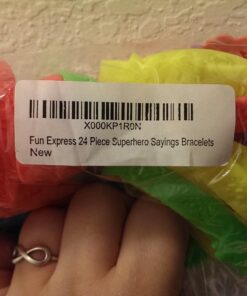 X000KP1R0N
Fun Express 24 Piece Superhero Sayings Bracelets
New